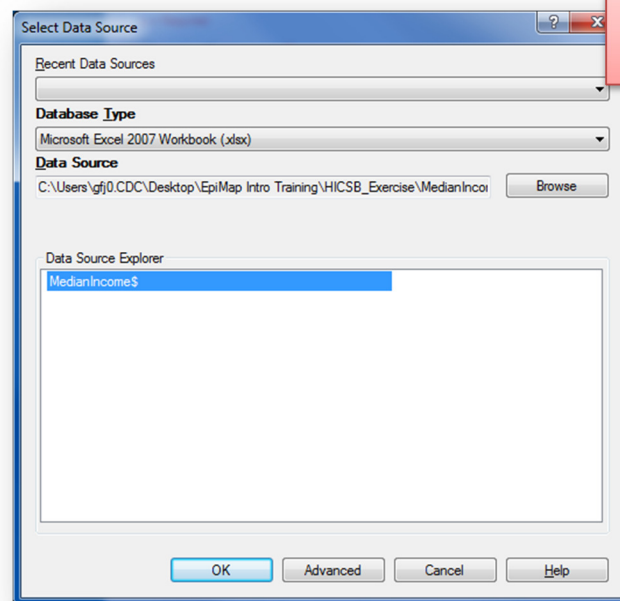 Select Data Source
Recent Data Sources
Database Type
Microsoft Excel 2007 Workbook (.xlsx)
Data Source
C:\Users\gfj0.CDC\Desktop\EpiMap Intro Training\HICSB_Exercise\MedianIncor Browse
Data Source Explorer
MedianIncome$
OK Advanced Cancel Help